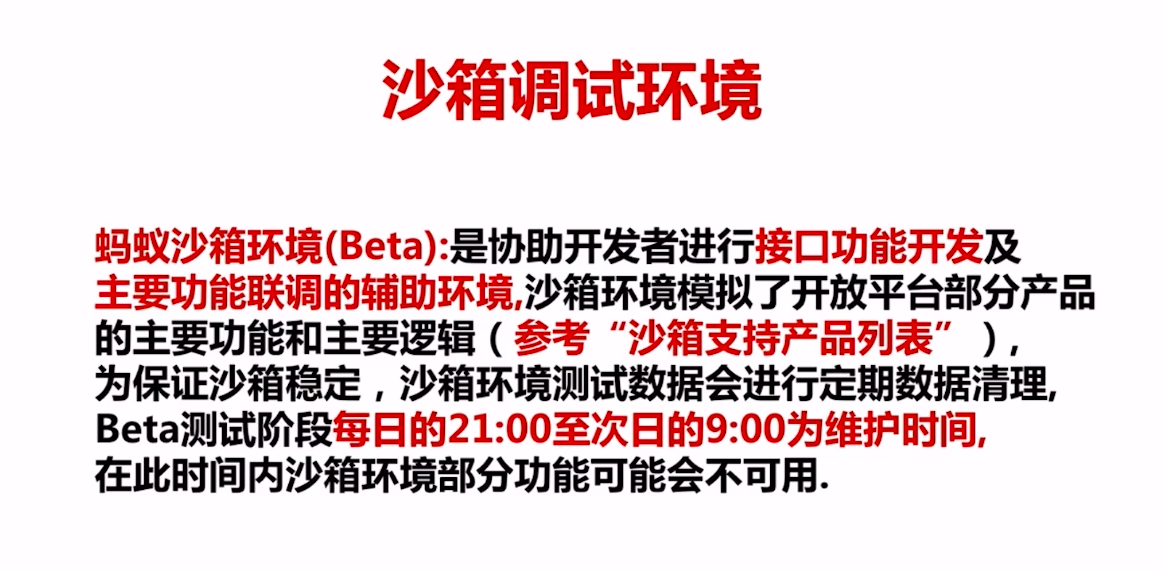 沙箱调试环境
蚂蚁沙箱环境(Beta):是协助开发者进行接口功能开发及
主要功能联调的辅助环境,沙箱环境模拟了开放平台部分产品
的主要功能和主要逻辑（参考“沙箱支持产品列表”）,
为保证沙箱稳定，沙箱环境测试数据会进行定期数据清理,
Beta测试阶段每日的21:00至次日的9:00为维护时间,
在此时间内沙箱环境部分功能可能会不可用.